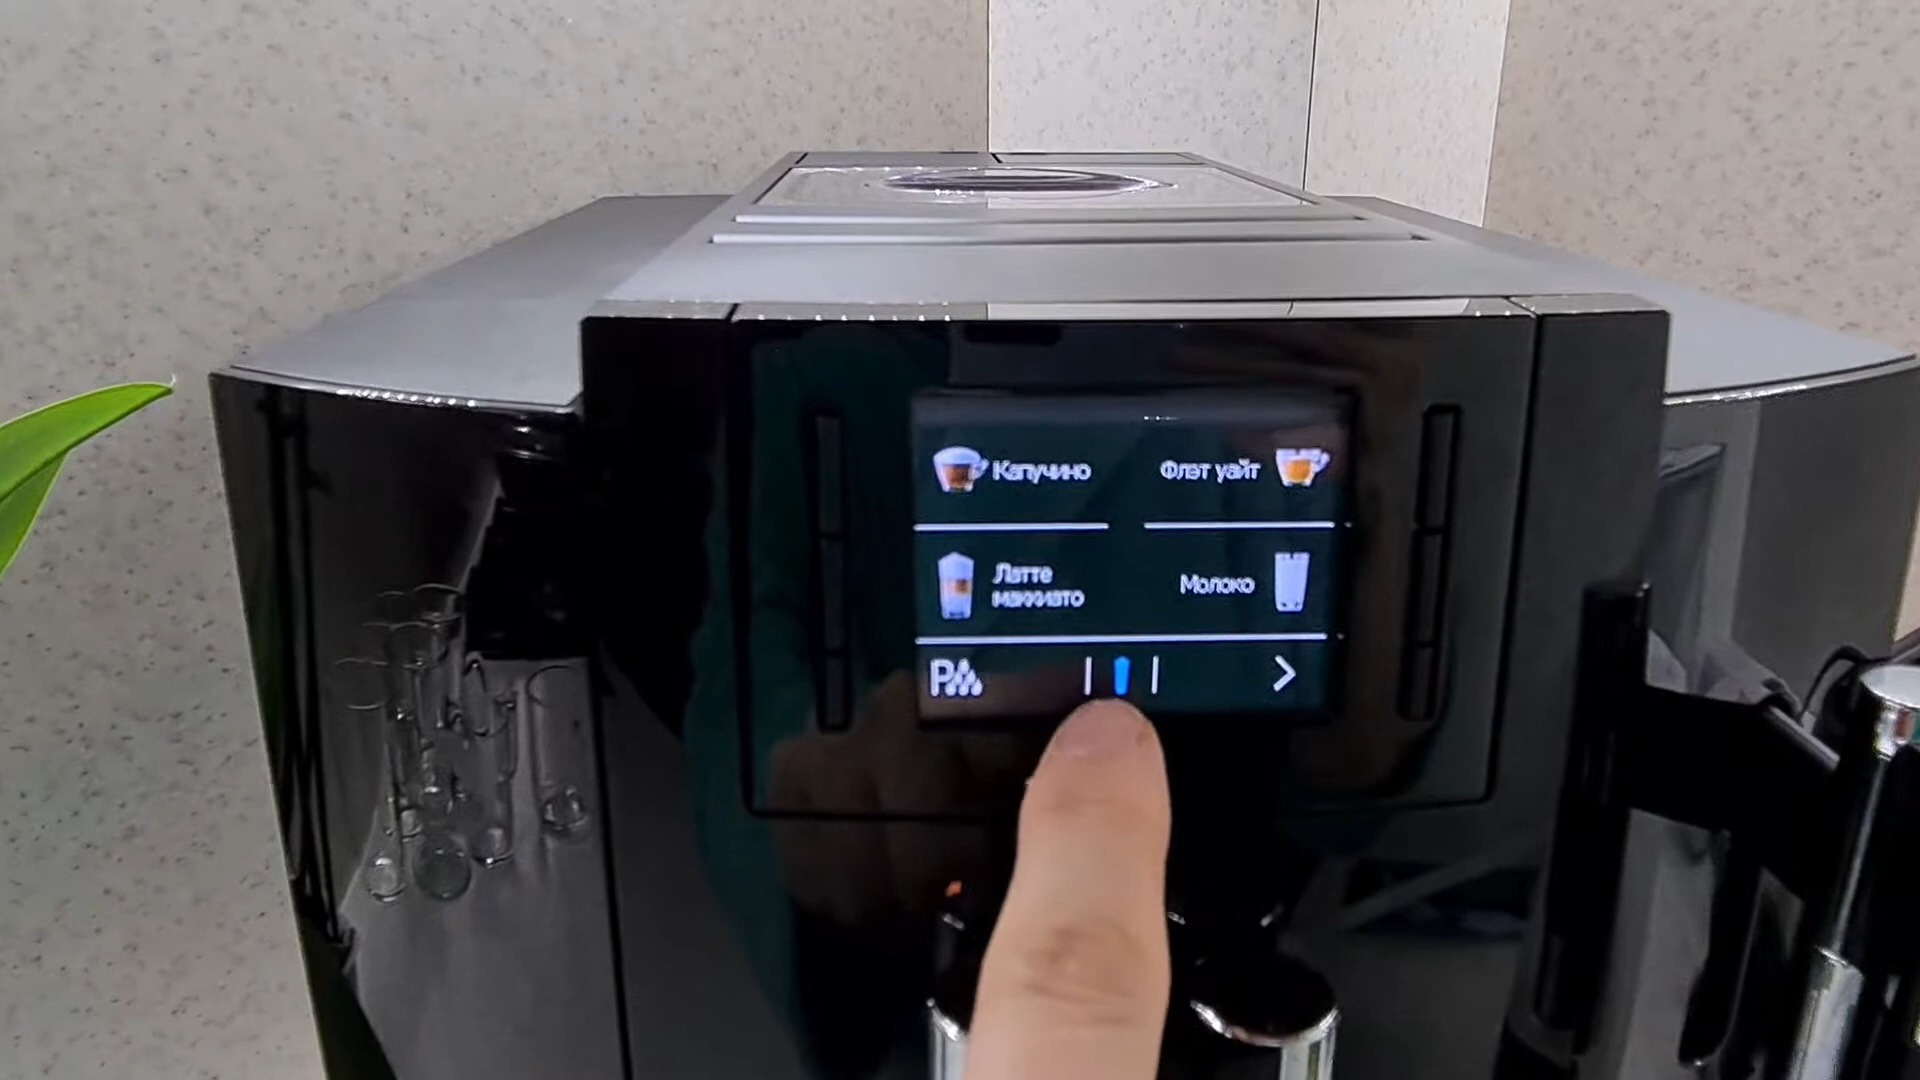 Капучино
Флэт уайт
Латте
маккиато
Молоко
P